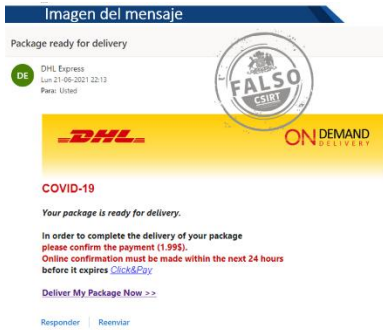 Imagen del mensaje
Package ready for delivery
DE
DHL Express
Lun 21-06-2021 22:13
Para: Usted
FALSO
CSIRT
DHL
ON DEMAND
DELIVERY
COVID-19
Your package is ready for delivery.
In order to complete the delivery of your package
please confirm the payment (1.99$).
Online confirmation must be made within the next 24 hours
before it expires Click&Pay
Deliver My Package Now >>
Responder
Reenviar